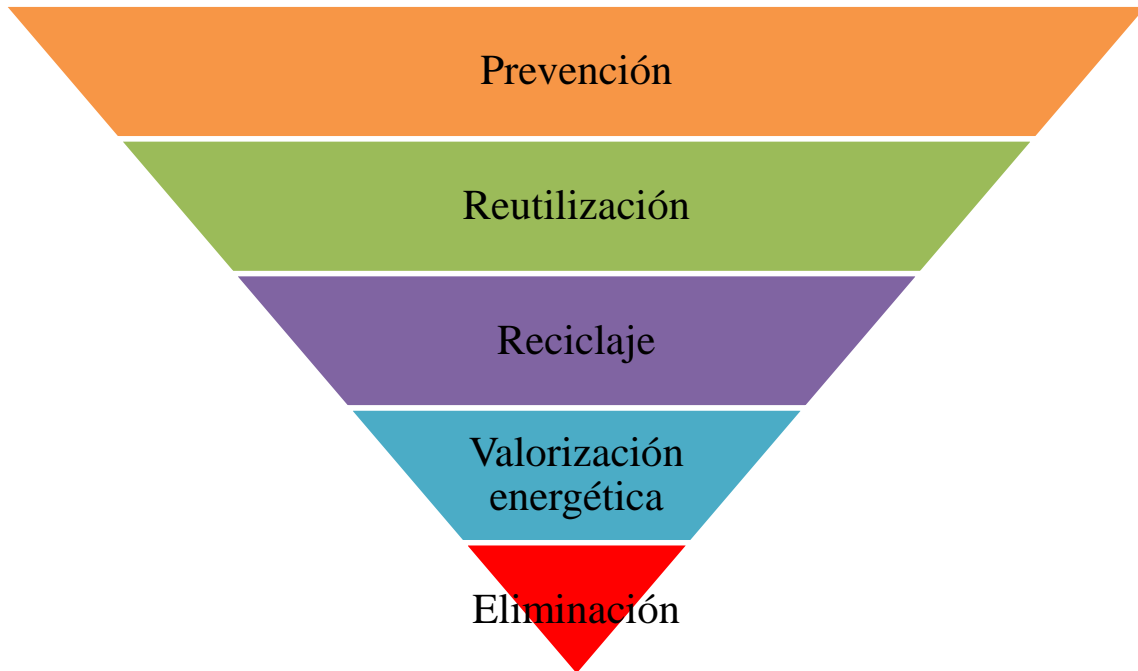 Prevención
Reutilización
Reciclaje
Valorización
energética
Eliminación